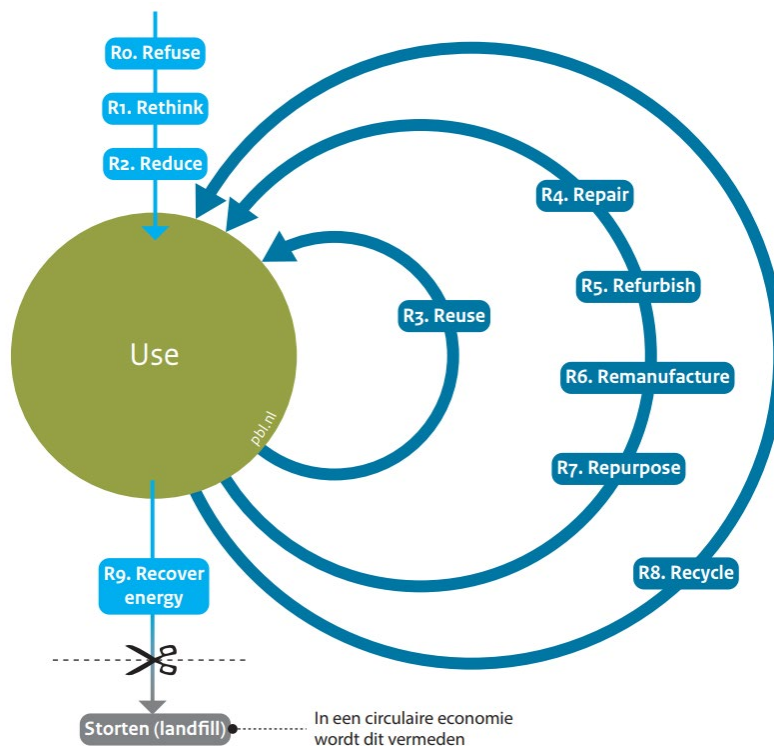 Ro. Refuse
R1. Rethink
R2. Reduce
R4. Repair
R5. Refurbish
R3. Reuse
Use
R6. Remanufacture
pbl.nl
R7. Repurpose
R9. Recover
energy
R8. Recycle
Storten (landfill)
In een circulaire economie
wordt dit vermeden